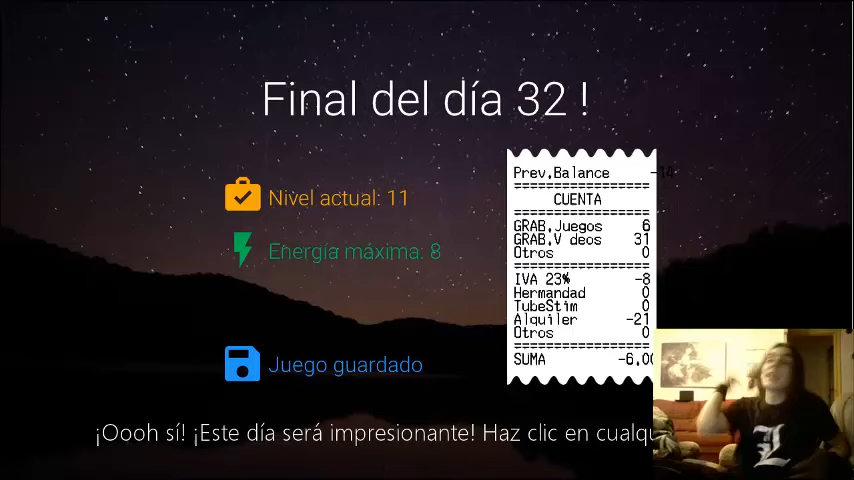 Final del día 32 !
Nivel actual: 11
Energía máxima: 8
Juego guardado
Prev,Balance -14
CUENTA
GRAB,Juegos 6
GRAB,V deos 31
Otros 0
IVA 23% -8
Hermandad 0
TubeStim 0
Alquiler -21
Otros 0
SUMA -6,00
¡Oooh sí! ¡Este día será impresionante! Haz clic en
L